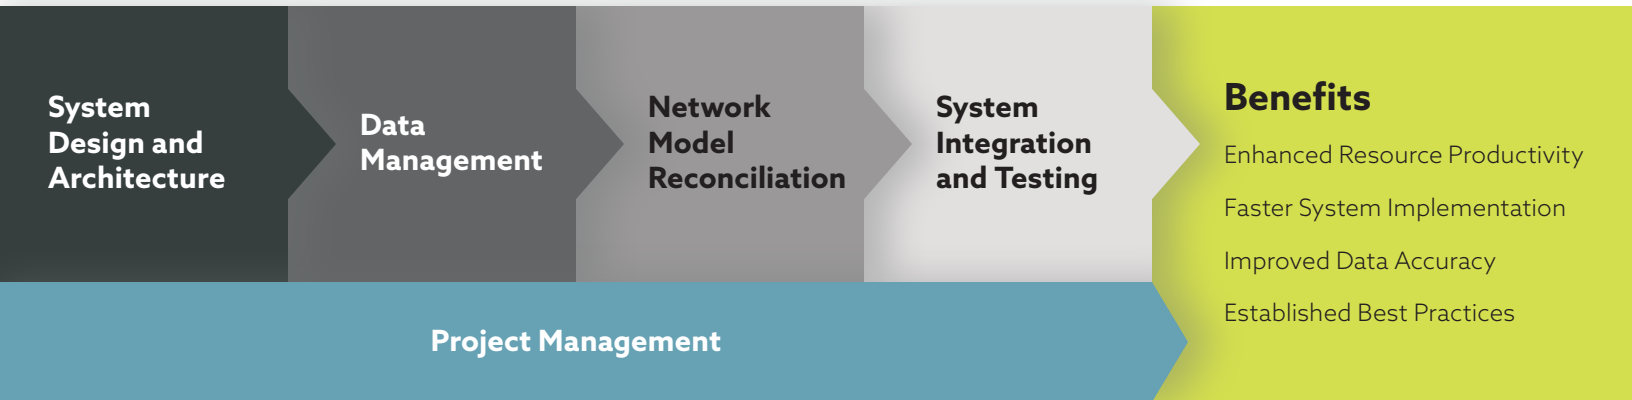 System
Design and
Architecture
Data
Management
Network
Model
Reconciliation
System
Integration
and Testing
Benefits
Enhanced Resource Productivity
Faster System Implementation
Improved Data Accuracy
Established Best Practices
Project Management